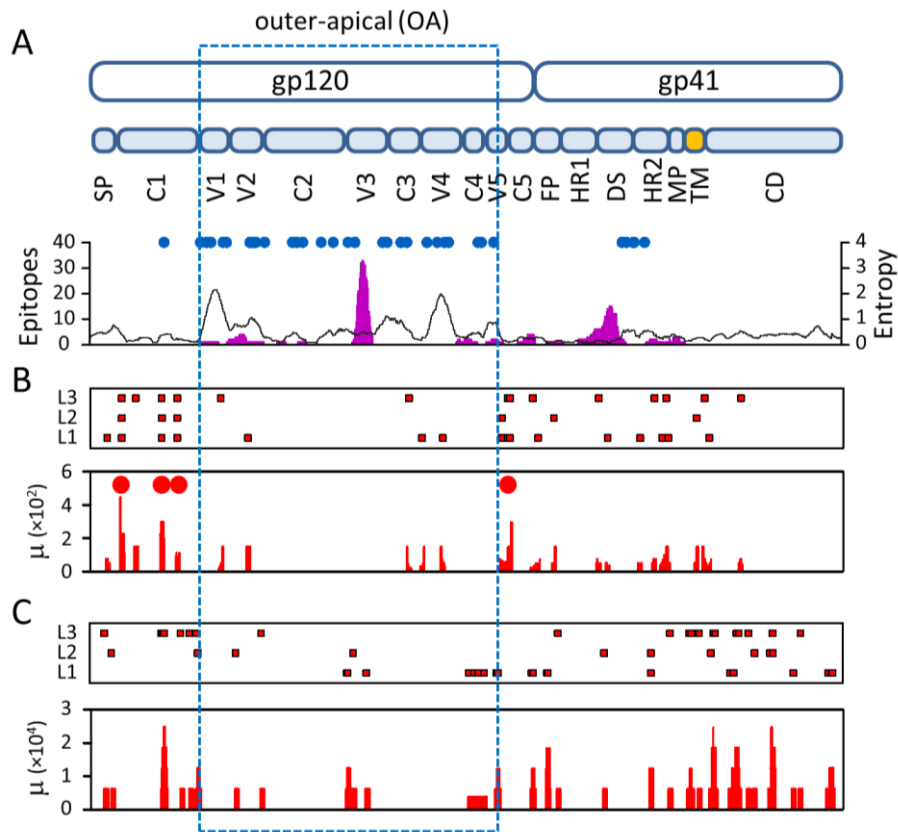 outer-apical (OA)
A
gp120 gp41
SP C1 V1 V2 C2 V3 C3 V4 C4 V5 C5 FP HR1 DS HR2 MP TM CD
40 4
30 3
20 2
10 1
0 0
Epitopes Entropy
B
L3
L2
L1
6
4
2
0
μ (×10²)
C
L3
L2
L1
3
2
1
0
μ (×10⁴)